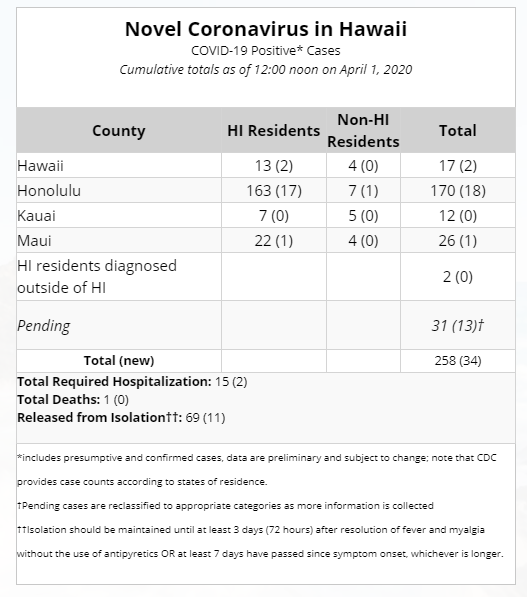 Novel Coronavirus in Hawaii
COVID-19 Positive* Cases
Cumulative totals as of 12:00 noon on April 1, 2020
County HI Residents Non-HI Residents Total
Hawaii 13 (2) 4 (0) 17 (2)
Honolulu 163 (17) 7 (1) 170 (18)
Kauai 7 (0) 5 (0) 12 (0)
Maui 22 (1) 4 (0) 26 (1)
HI residents diagnosed
outside of HI 2 (0)
Pending 31 (13)†
Total (new) 258 (34)
Total Required Hospitalization: 15 (2)
Total Deaths: 1 (0)
Released from Isolation††: 69 (11)
*includes presumptive and confirmed cases, data are preliminary and subject to change; note that CDC
provides case counts according to states of residence.
†Pending cases are reclassified to appropriate categories as more information is collected
††Isolation should be maintained until at least 3 days (72 hours) after resolution of fever and myalgia
without the use of antipyretics OR at least 7 days have passed since symptom onset, whichever is longer.